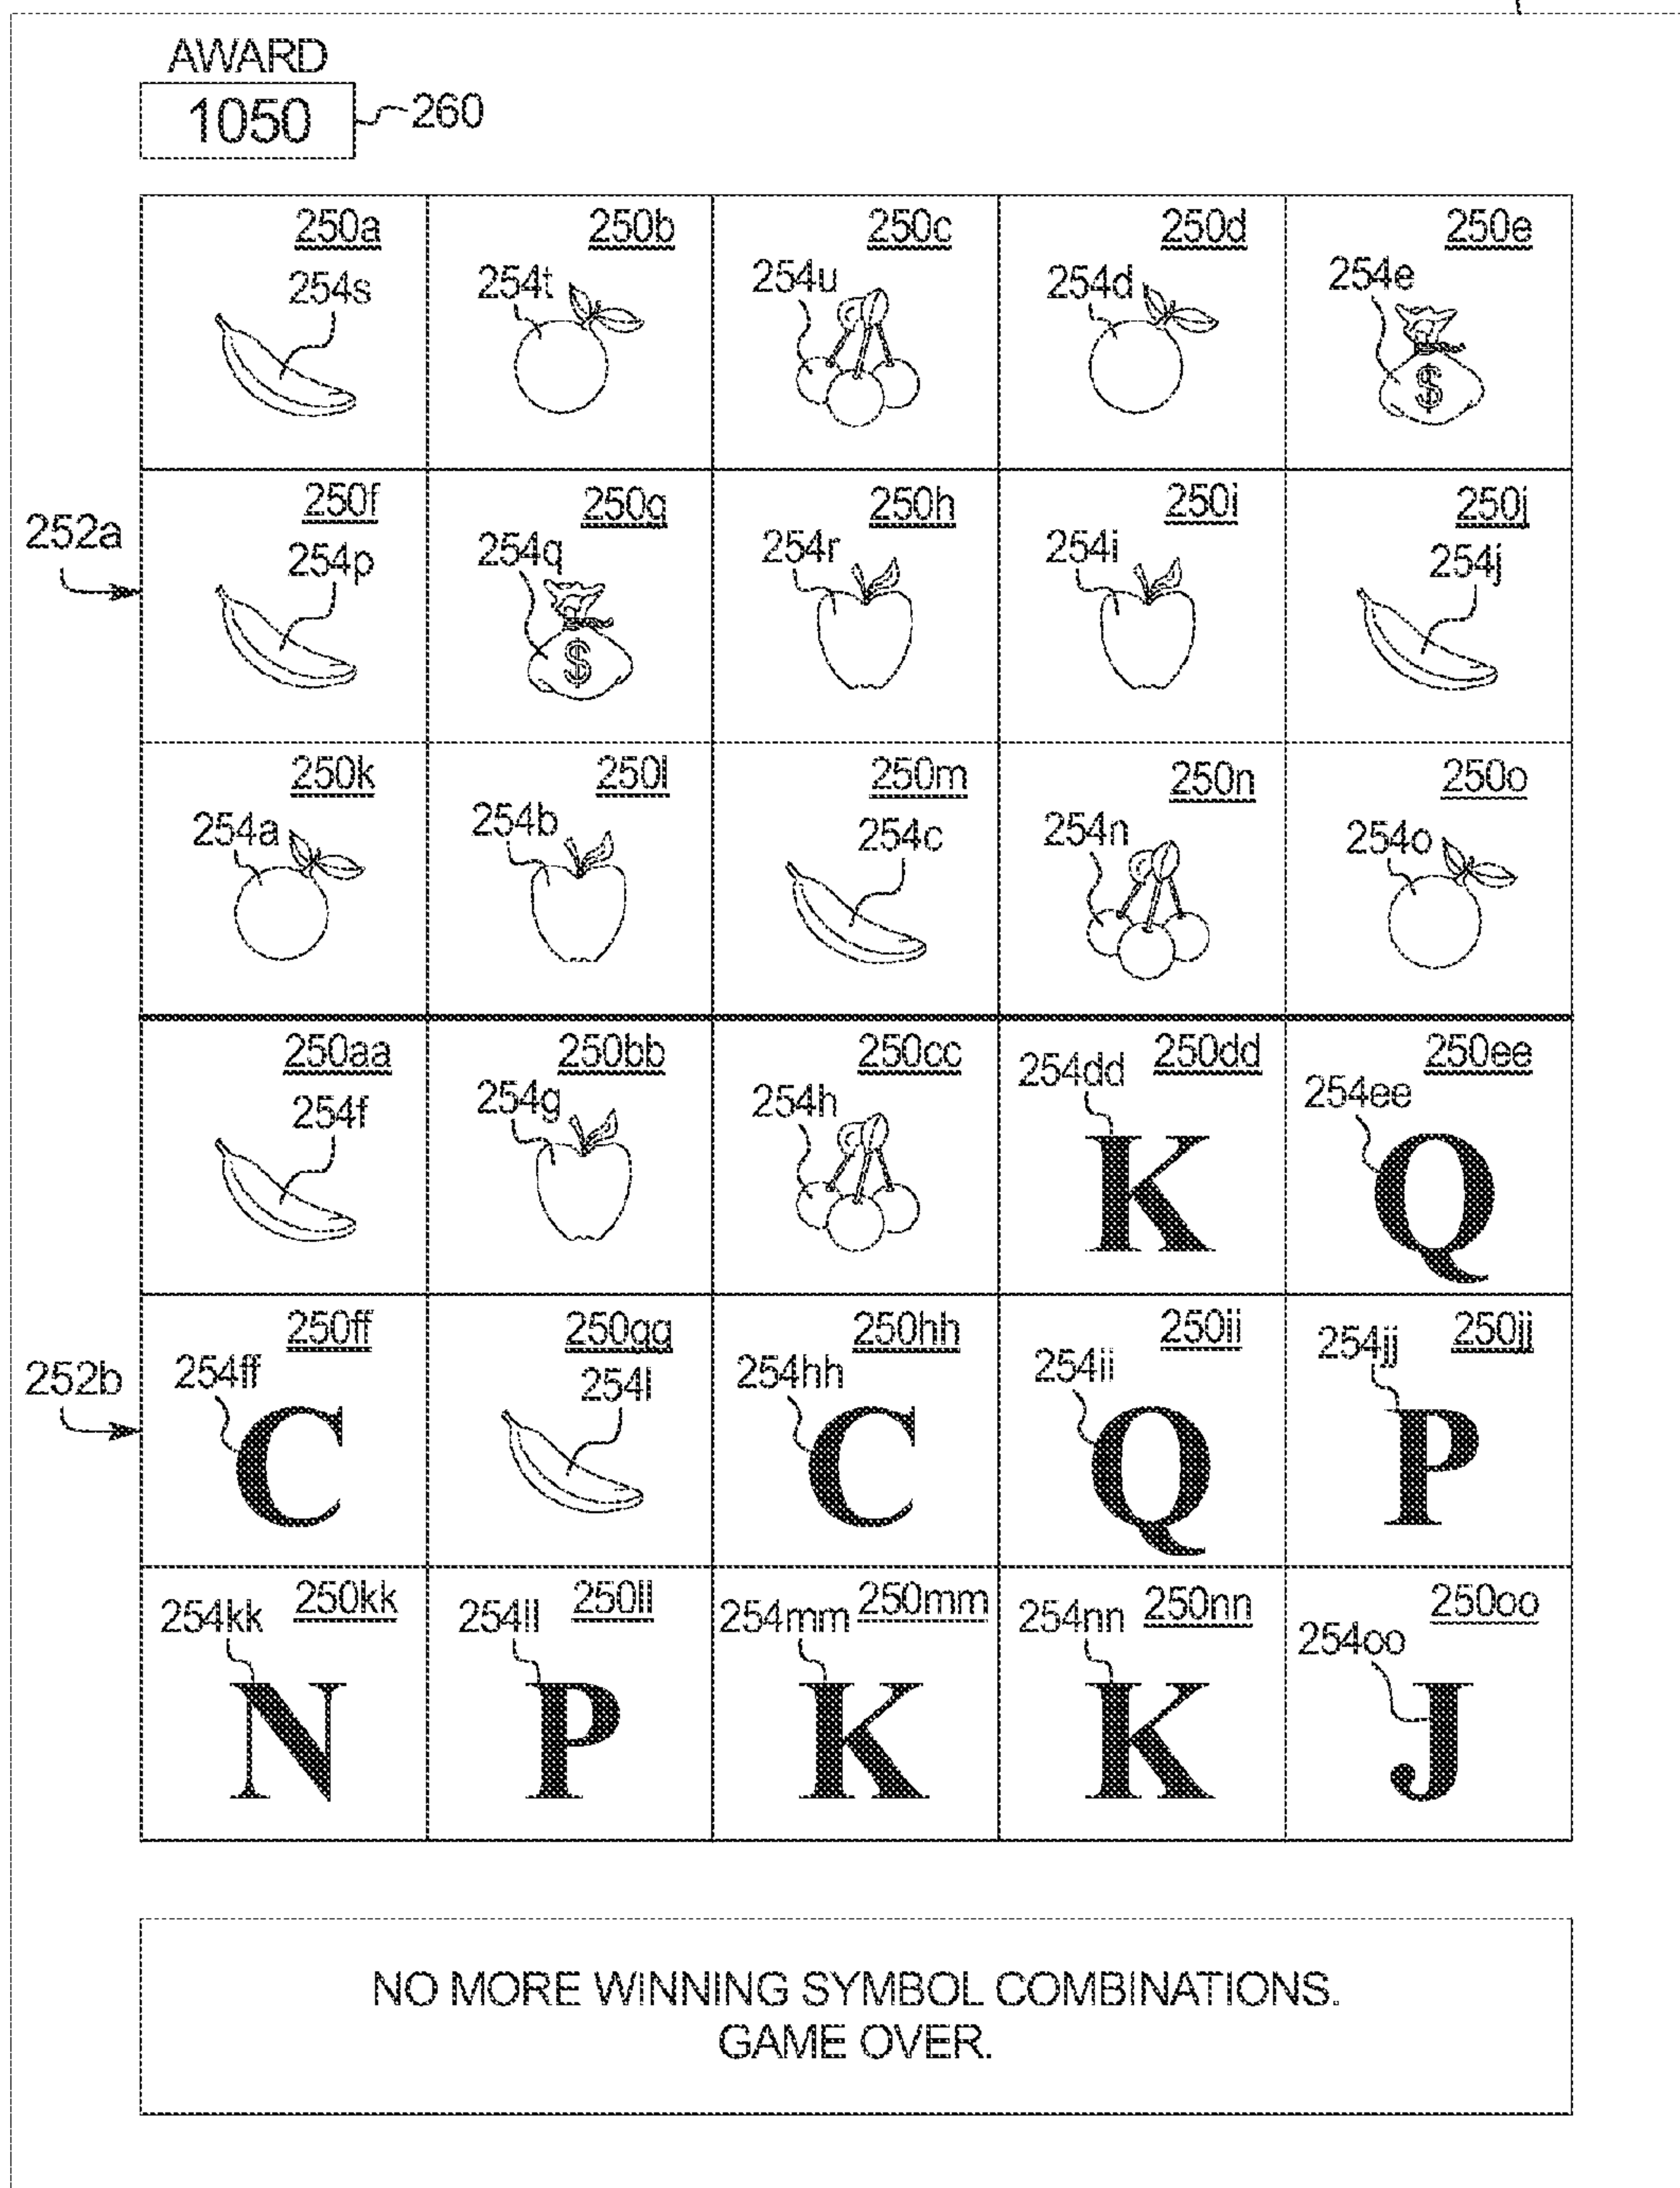 AWARD
1050 260
250a 250b 250c 250d 250e
254s 254t 254u 254d 254e
$
252a
250f 250g 250h 250i 250j
254p 254q 254r 254i 254j
$
250k 250l 250m 250n 250o
254a 254b 254c 254n 254o
250aa 250bb 250cc 254dd 250dd 250ee
254f 254g 254h 254ee
K Q
252b
250ff 250gg 250hh 250ii 254jj 250jj
254ff 254l 254hh 254ii
C C Q P
254kk 250kk 254ll 250ll 254mm 250mm 254nn 250nn 250oo
254oo
N P K K J
NO MORE WINNING SYMBOL COMBINATIONS.
GAME OVER.